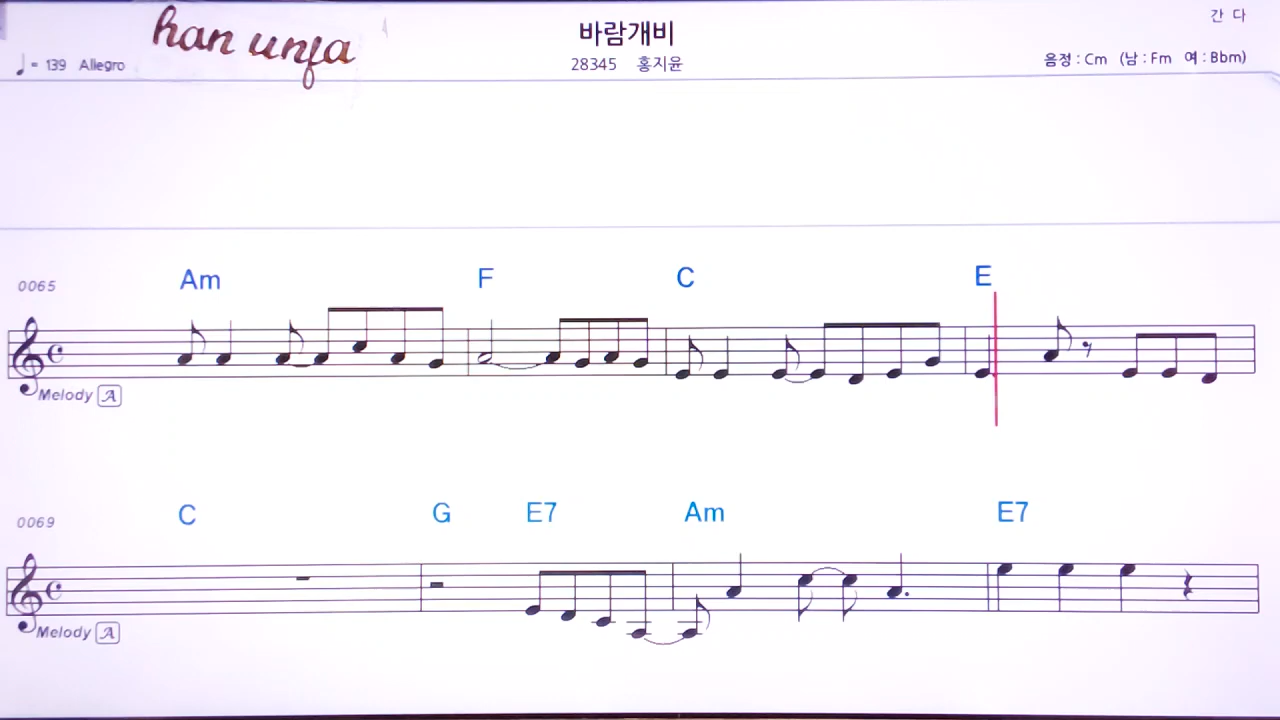 han unfa
바람개비
간 다
♩= 139 Allegro
28345 홍지윤
음정 : Cm (남 : Fm 여 : Bbm)
0065
Am F C E
Melody A
0069
C G E7 Am E7
Melody A